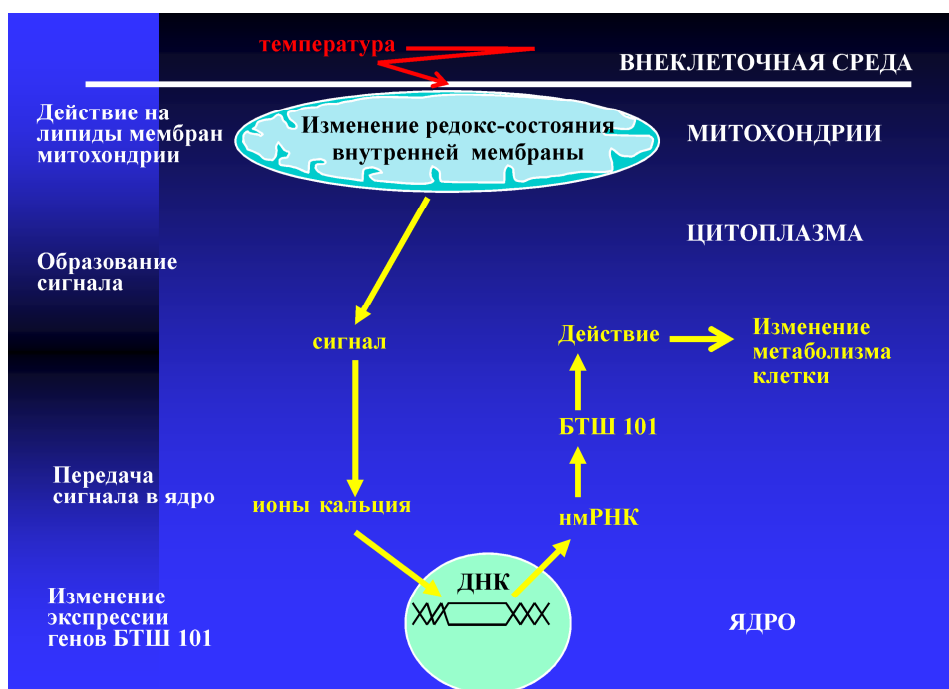 температура
ВНЕКЛЕТОЧНАЯ СРЕДА
Действие на
липиды мембран
митохондрии
Изменение редокс-состояния
внутренней мембраны
МИТОХОНДРИИ
ЦИТОПЛАЗМА
Образование
сигнала
сигнал
Действие
Изменение
метаболизма
клетки
БТШ 101
Передача
сигнала в ядро
ионы кальция
нмРНК
ДНК
Изменение
экспрессии
генов БТШ 101
ЯДРО